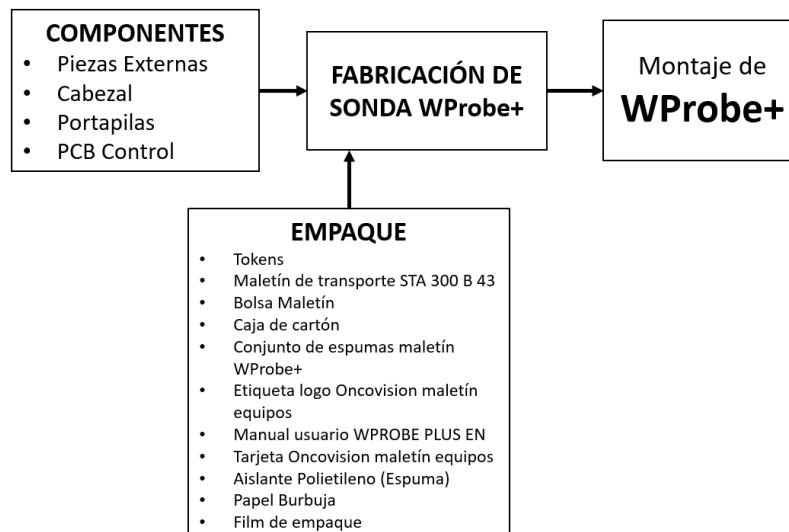 COMPONENTES
• Piezas Externas
• Cabezal
• Portapilas
• PCB Control
FABRICACIÓN DE
SONDA WProbe+
Montaje de
WProbe+
EMPAQUE
• Tokens
• Maletín de transporte STA 300 B 43
• Bolsa Maletín
• Caja de cartón
• Conjunto de espumas maletín
WProbe+
• Etiqueta logo Oncovision maletín
equipos
• Manual usuario WPROBE PLUS EN
• Tarjeta Oncovision maletín equipos
• Aislante Polietileno (Espuma)
• Papel Burbuja
• Film de empaque